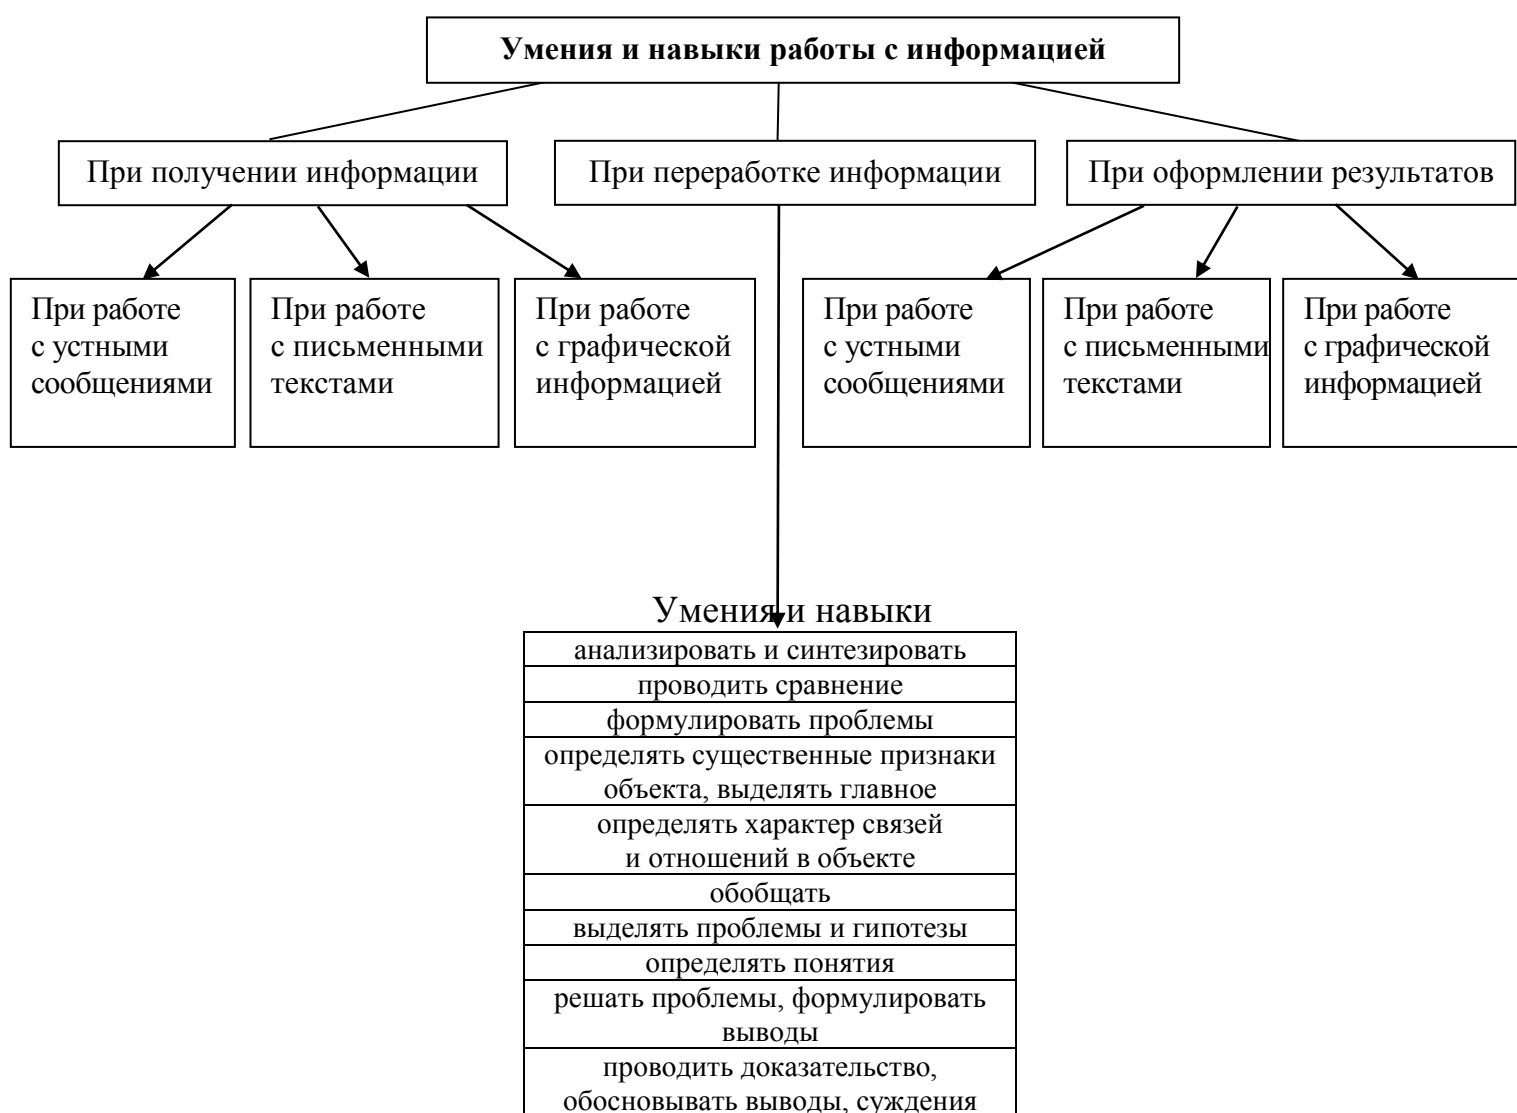 Умения и навыки работы с информацией
При получении информации
При переработке информации
При оформлении результатов
При работе
с устными
сообщениями
При работе
с письменными
текстами
При работе
с графической
информацией
При работе
с устными
сообщениями
При работе
с письменными
текстами
При работе
с графической
информацией
Умения и навыки
анализировать и синтезировать
проводить сравнение
формулировать проблемы
определять существенные признаки
объекта, выделять главное
определять характер связей
и отношений в объекте
обобщать
выделять проблемы и гипотезы
определять понятия
решать проблемы, формулировать
выводы
проводить доказательство,
обосновывать выводы, суждения